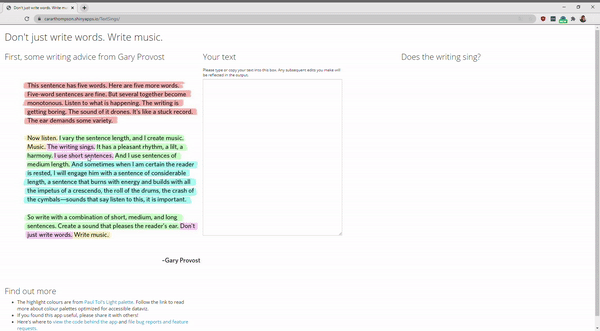 Don't just write words. Write mu
cararthompson.shinyapps.io/TextSings/
Don't just write words. Write music.
First, some writing advice from Gary Provost
This sentence has five words. Here are five more words.
Five-word sentences are fine. But several together become
monotonous. Listen to what is happening. The writing is
getting boring. The sound of it drones. It's like a stuck record.
The ear demands some variety.
Now listen. I vary the sentence length, and I create music.
Music. The writing sings. It has a pleasant rhythm, a lilt, a
harmony. I use short sentences. And I use sentences of
medium length. And sometimes when I am certain the reader
is rested, I will engage him with a sentence of considerable
length, a sentence that burns with energy and builds with all
the impetus of a crescendo, the roll of the drums, the crash of
the cymbals—sounds that say listen to this, it is important.
So write with a combination of short, medium, and long
sentences. Create a sound that pleases the reader's ear. Don't
just write words. Write music.
–Gary Provost
Your text
Please type or copy your text into this box. Any subsequent edits you make will
be reflected in the output.
Does the writing sing?
Find out more
• The highlight colours are from Paul Tol's Light palette. Follow the link to read
more about colour palettes optimized for accessible dataviz.
• If you found this app useful, please share it with others!
• Here's where to view the code behind the app and file bug reports and feature
requests.